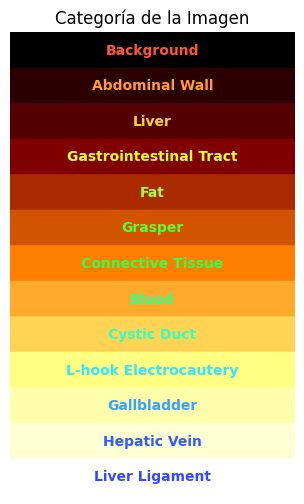 Categoría de la Imagen
Background
Abdominal Wall
Liver
Gastrointestinal Tract
Fat
Grasper
Connective Tissue
Blood
Cystic Duct
L-hook Electrocautery
Gallbladder
Hepatic Vein
Liver Ligament